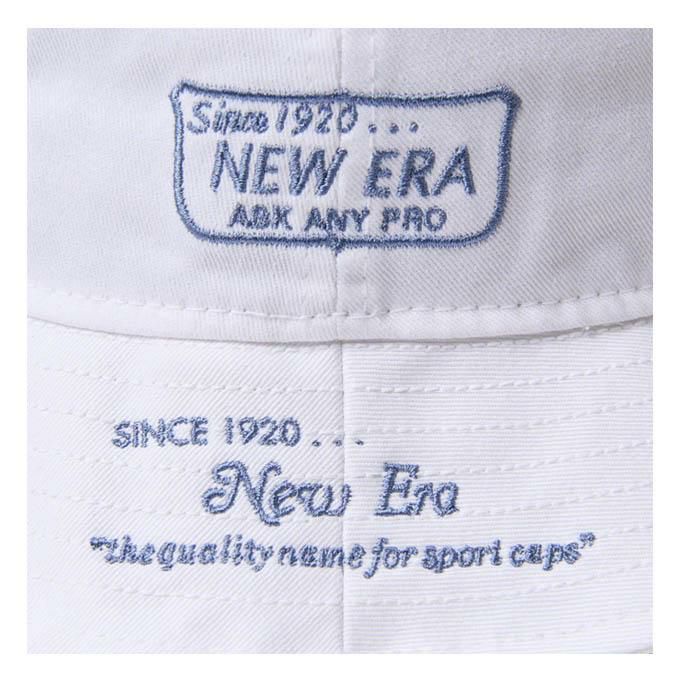 Since 1920...
NEW ERA
ASK ANY PRO
SINCE 1920...
New Era
"the quality name for sport caps"